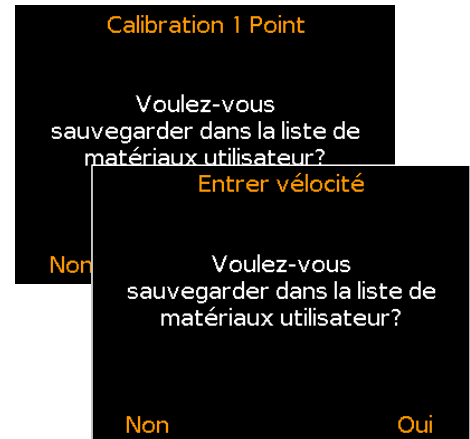 Calibration 1 Point
Voulez-vous
sauvegarder dans la liste de
matériaux utilisateur?
Non
Entrer vélocité
Voulez-vous
sauvegarder dans la liste de
matériaux utilisateur?
Non Oui